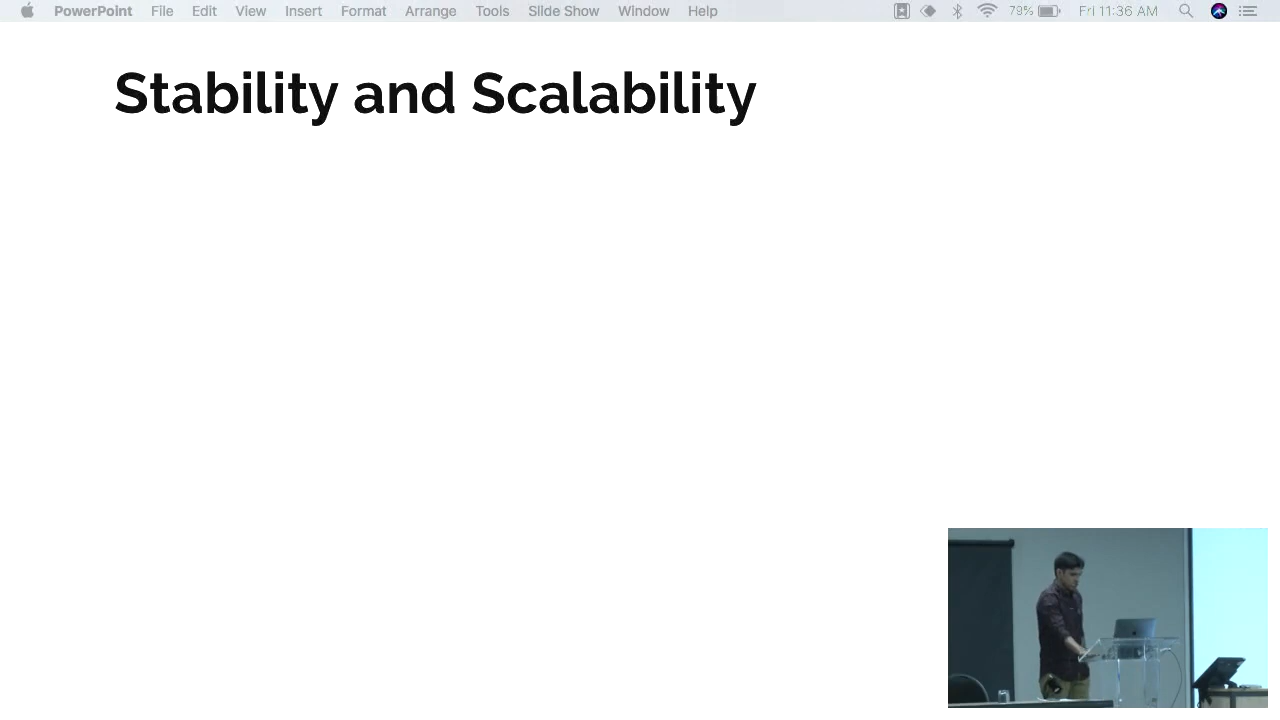 PowerPoint File Edit View Insert Format Arrange Tools Slide Show Window Help 79% Fri 11:36 AM
Stability and Scalability